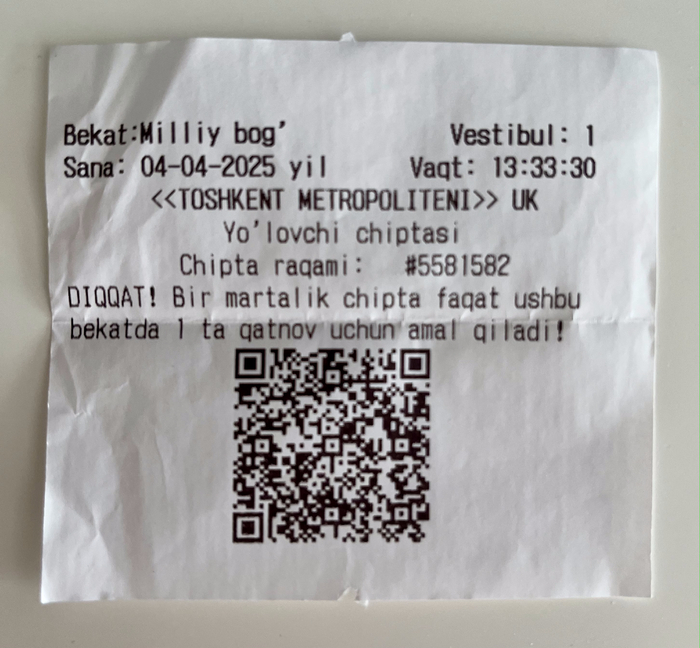 Bekat:Milliy bog' Vestibul: 1
Sana: 04-04-2025 yil Vaqt: 13:33:30
<<TOSHKENT METROPOLITENI>> UK
Yo'lovchi chiptasi
Chipta raqami: #5581582
DIQQAT! Bir martalik chipta faqat ushbu
bekatda 1 ta qatnov uchun amal qiladi!